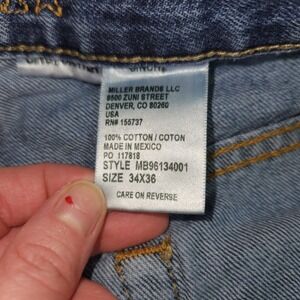 MILLER BRANDS LLC
8500 ZUNI STREET
DENVER, CO 80260
USA
RN# 155737
100% COTTON / COTON
MADE IN MEXICO
PO 117818
STYLE MB96134001
SIZE 34X36
CARE ON REVERSE